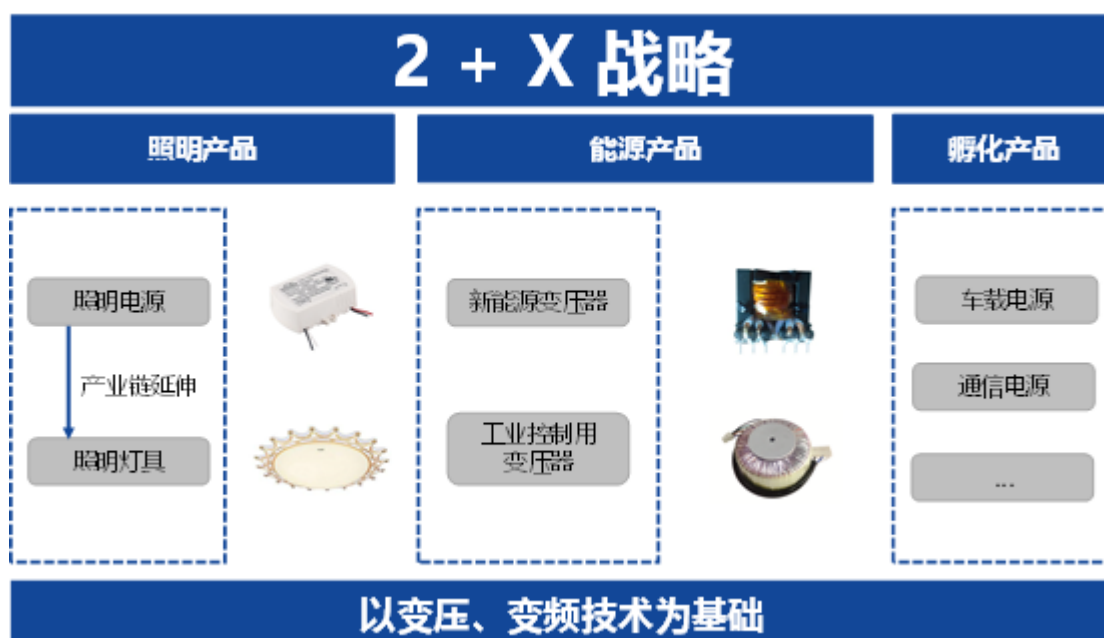 2 + X 战略
照明产品
能源产品
孵化产品
照明电源
产业链延伸
照明灯具
新能源变压器
工业控制用
变压器
车载电源
通信电源
...
以变压、变频技术为基础